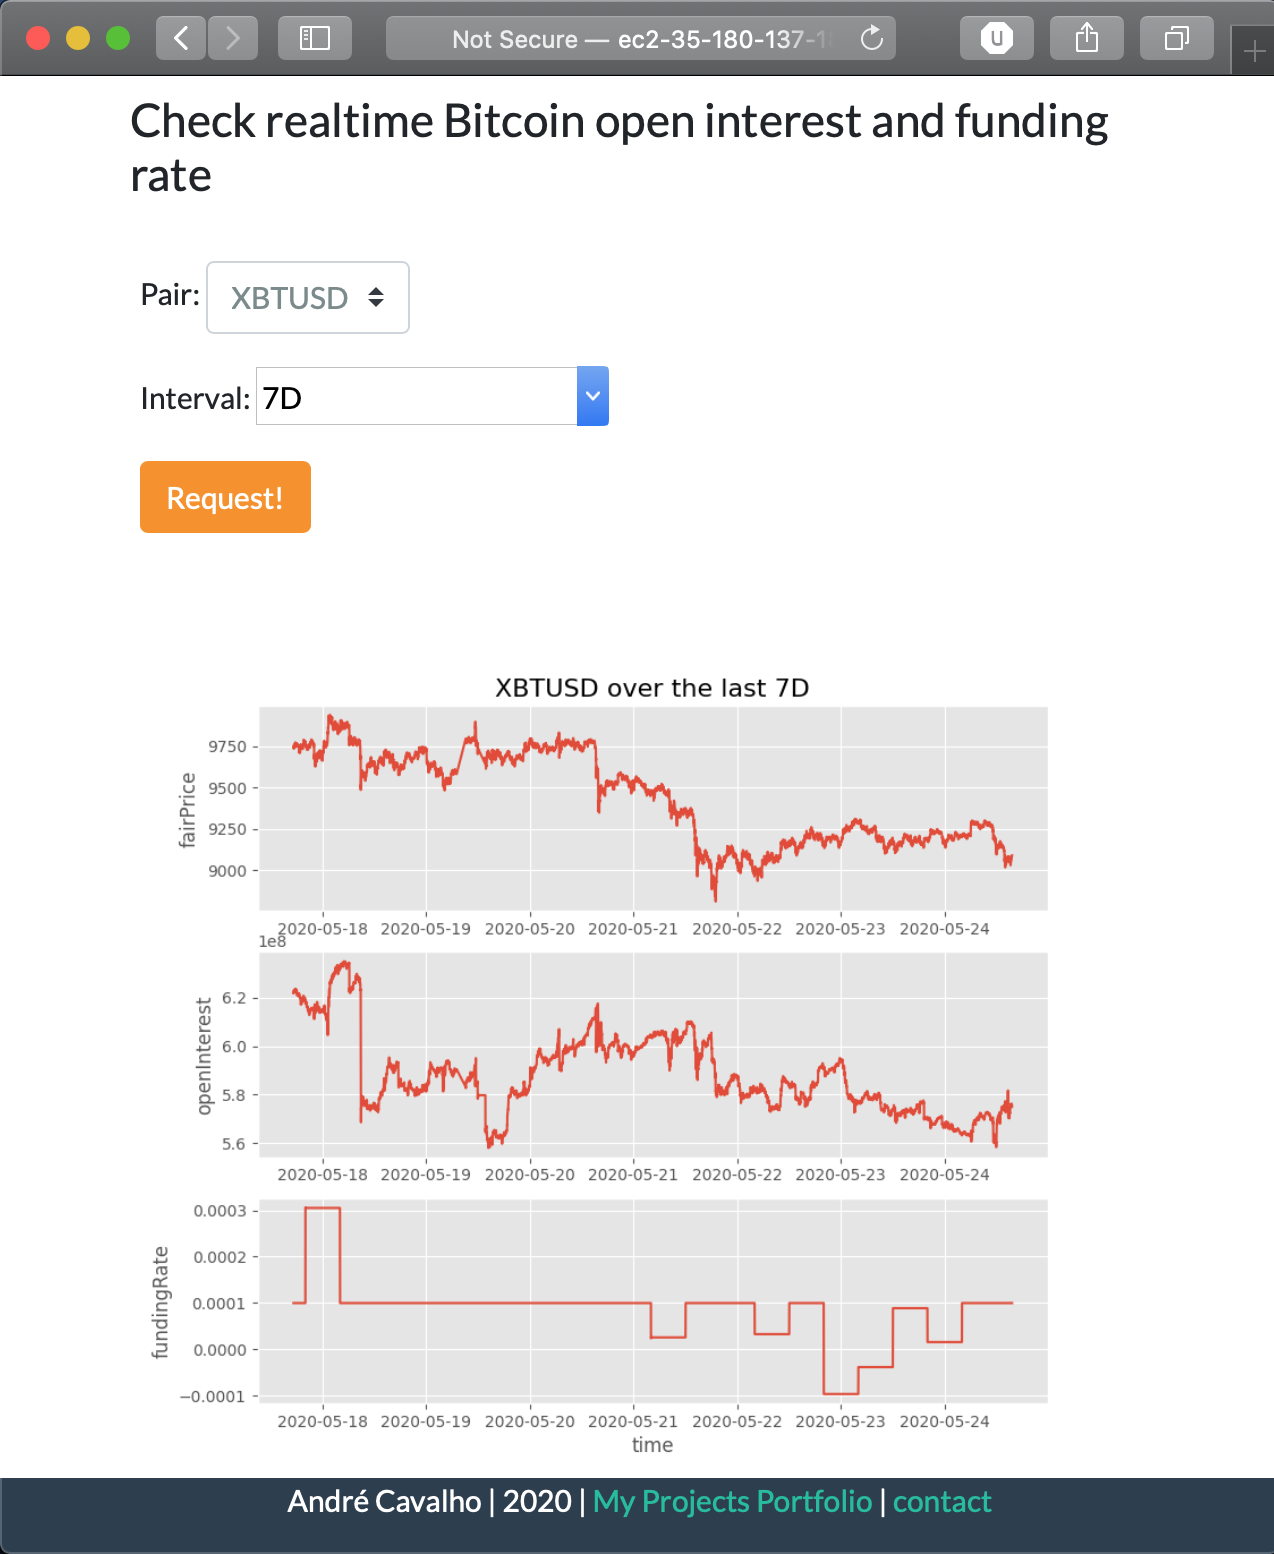 Not Secure — ec2-35-180-137-1
Check realtime Bitcoin open interest and funding
rate
Pair: XBTUSD
Interval: 7D
Request!
XBTUSD over the last 7D
fairPrice
9750
9500
9250
9000
2020-05-18 2020-05-19 2020-05-20 2020-05-21 2020-05-22 2020-05-23 2020-05-24
1e8
openInterest
6.2
6.0
5.8
5.6
2020-05-18 2020-05-19 2020-05-20 2020-05-21 2020-05-22 2020-05-23 2020-05-24
fundingRate
0.0003
0.0002
0.0001
0.0000
−0.0001
2020-05-18 2020-05-19 2020-05-20 2020-05-21 2020-05-22 2020-05-23 2020-05-24
time
André Cavalho | 2020 | My Projects Portfolio | contact